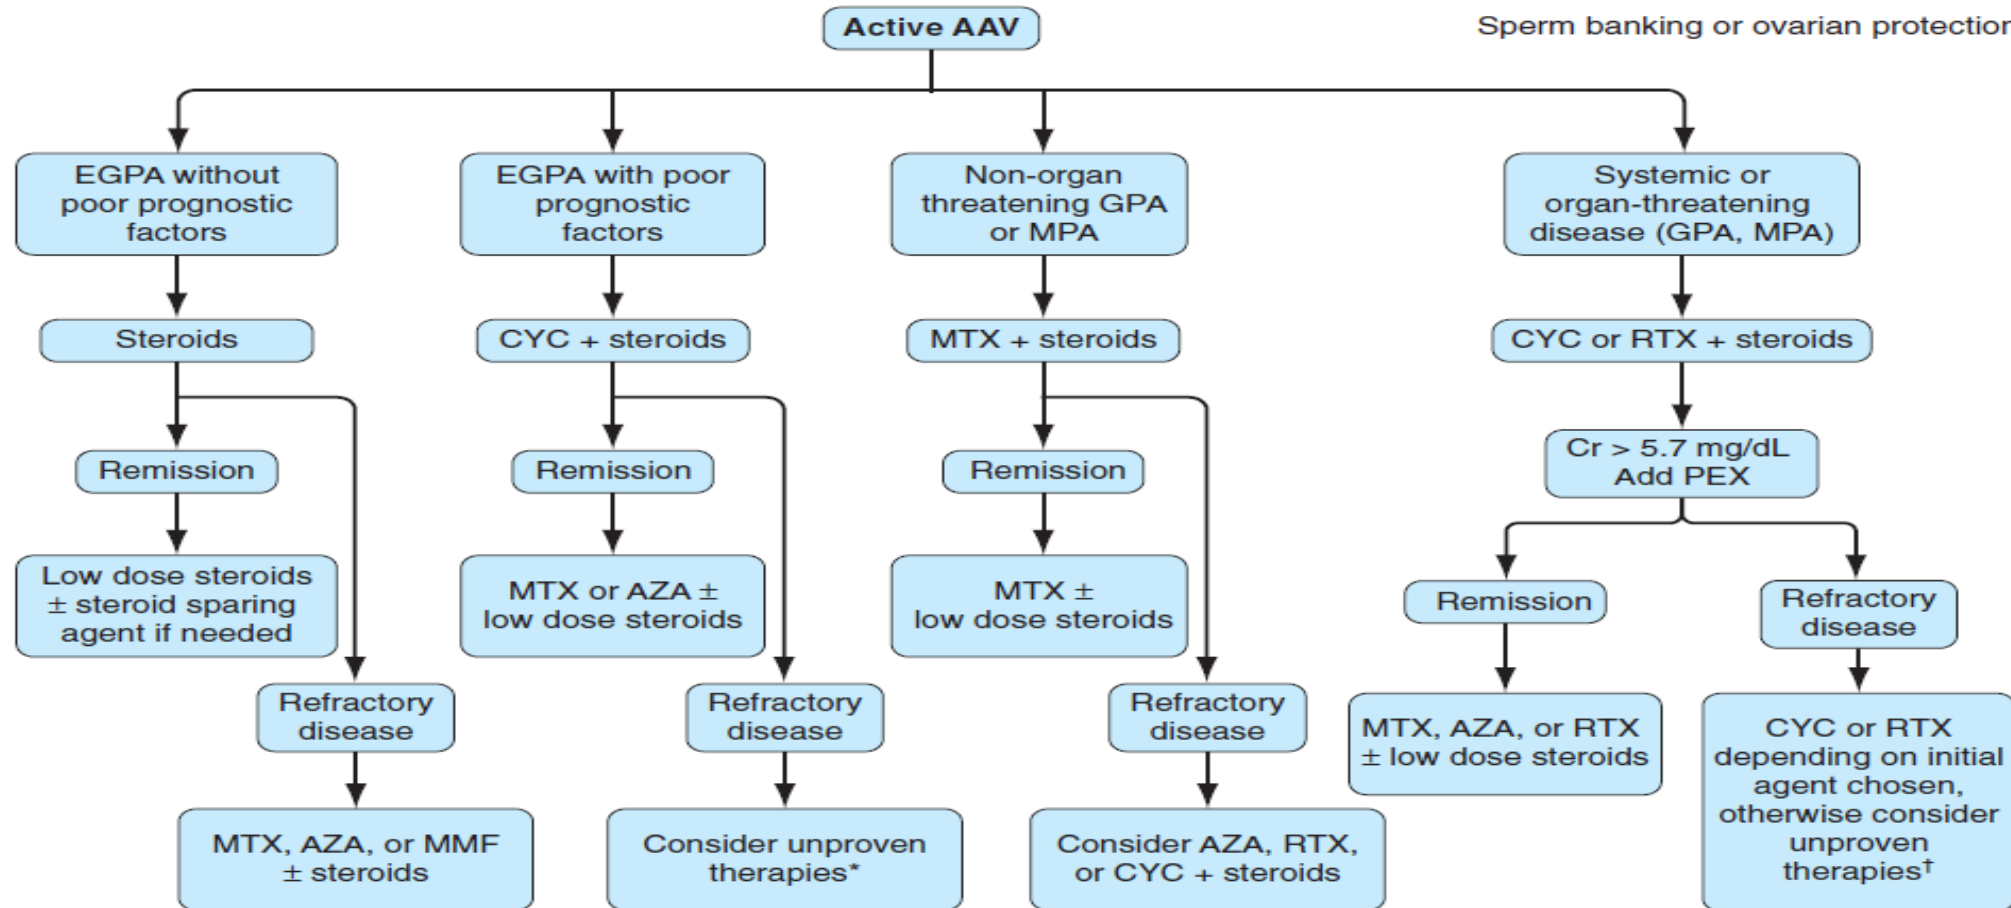 Active AAV
Sperm banking or ovarian protection
EGPA without
poor prognostic
factors
EGPA with poor
prognostic
factors
Non-organ
threatening GPA
or MPA
Systemic or
organ-threatening
disease (GPA, MPA)
Steroids
CYC + steroids
MTX + steroids
CYC or RTX + steroids
Cr > 5.7 mg/dL
Add PEX
Remission
Remission
Remission
Low dose steroids
± steroid sparing
agent if needed
MTX or AZA ±
low dose steroids
MTX ±
low dose steroids
Remission
Refractory
disease
Refractory
disease
Refractory
disease
Refractory
disease
MTX, AZA, or RTX
± low dose steroids
CYC or RTX
depending on initial
agent chosen,
otherwise consider
unproven
therapies†
MTX, AZA, or MMF
± steroids
Consider unproven
therapies*
Consider AZA, RTX,
or CYC + steroids